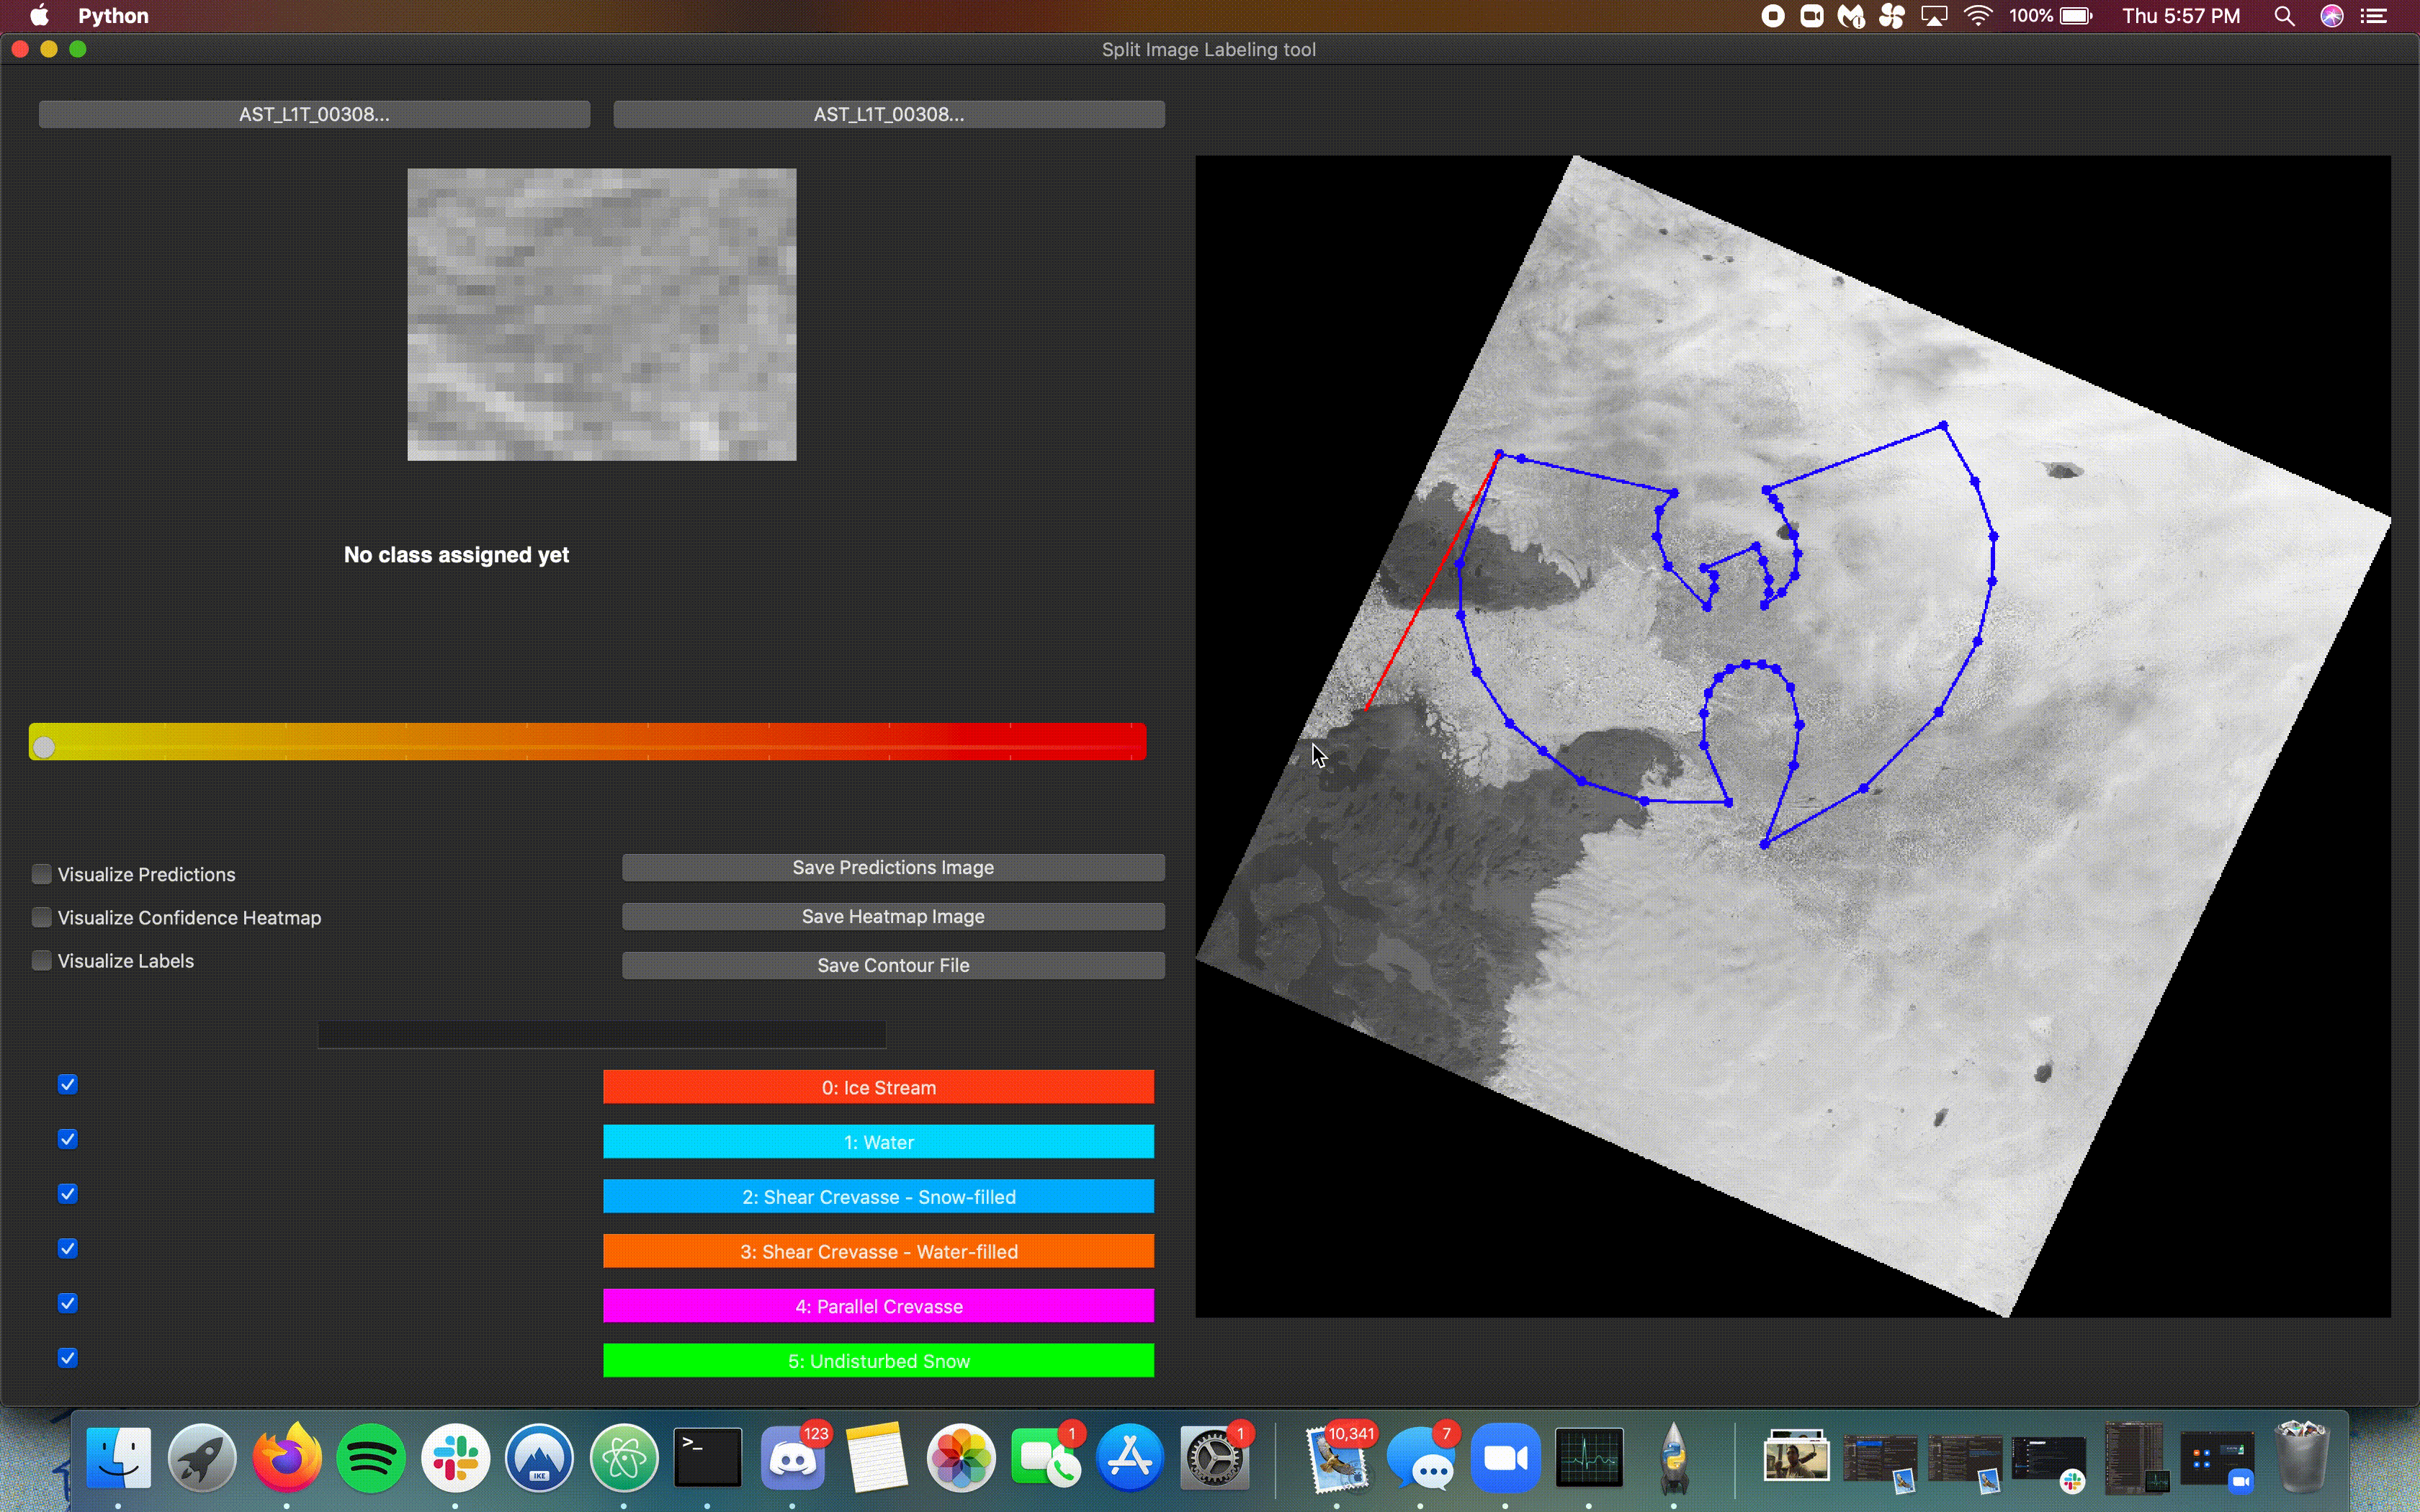 Python
100%
Thu 5:57 PM
Split Image Labeling tool
AST_L1T_00308...
AST_L1T_00308...
No class assigned yet
Visualize Predictions
Save Predictions Image
Visualize Confidence Heatmap
Save Heatmap Image
Visualize Labels
Save Contour File
0: Ice Stream
1: Water
2: Shear Crevasse - Snow-filled
3: Shear Crevasse - Water-filled
4: Parallel Crevasse
5: Undisturbed Snow
IKE
>_
123
1
1
10,341
7